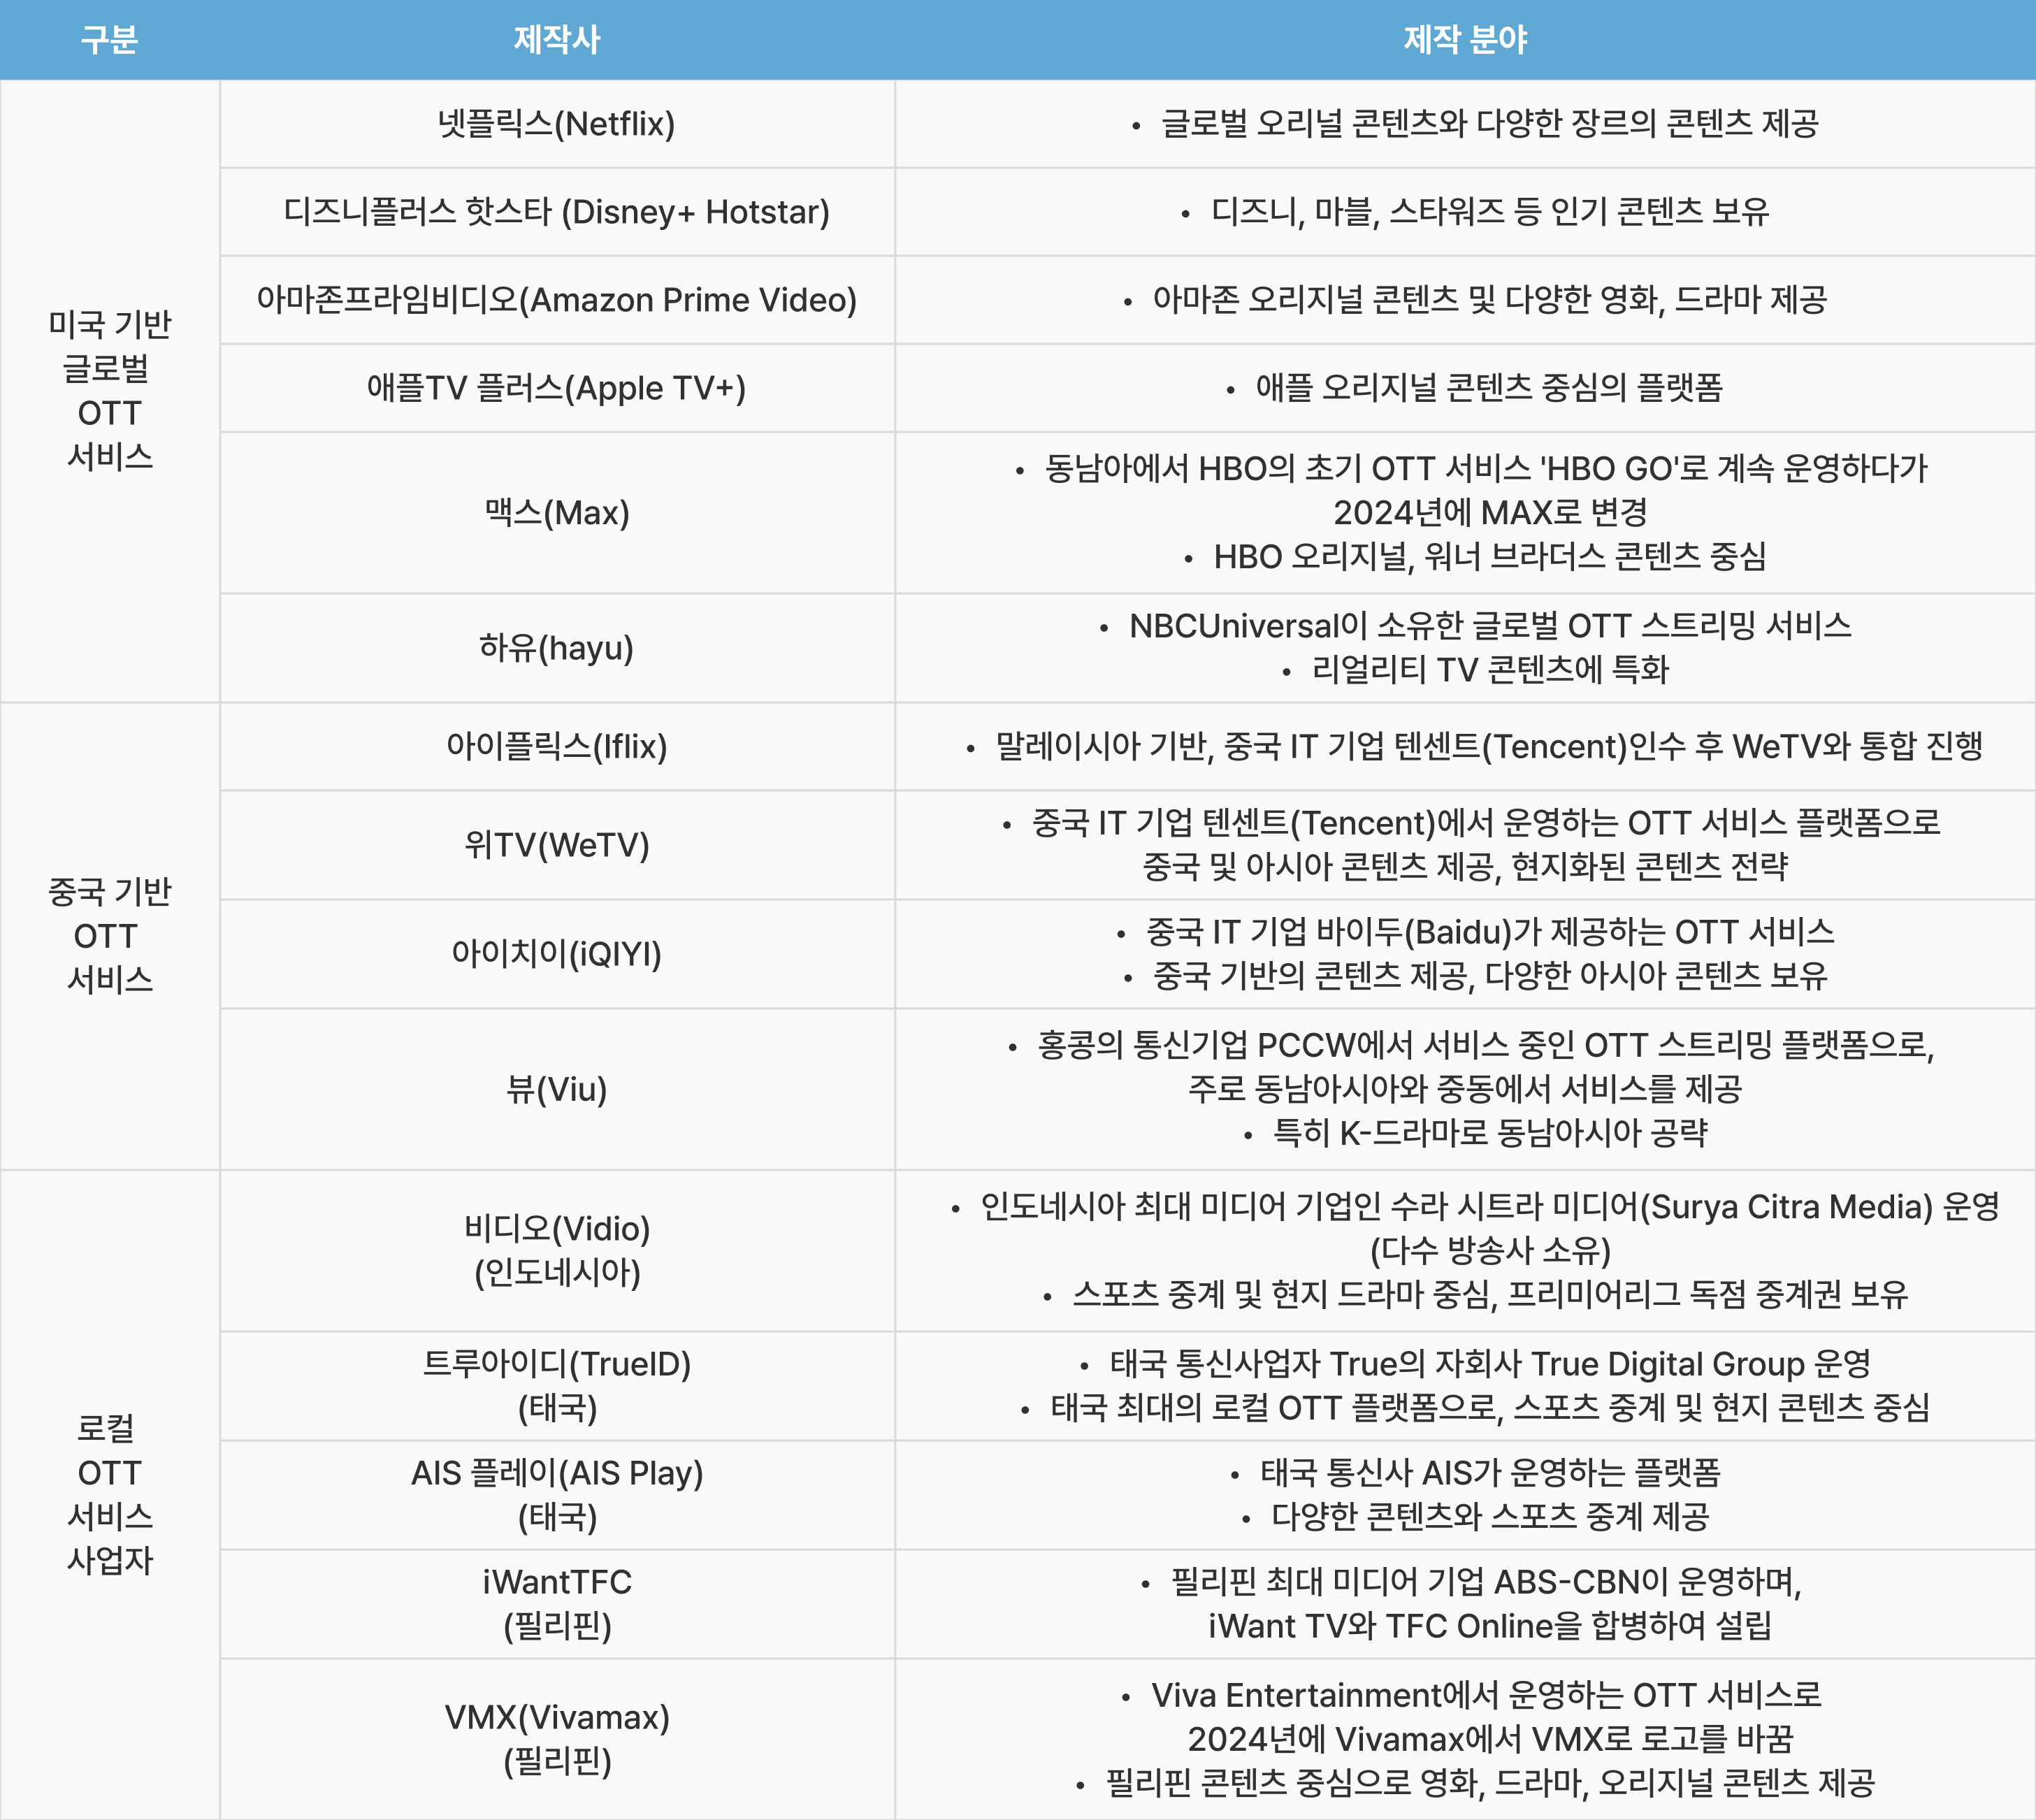 구분 제작사 제작 분야
미국 기반
글로벌
OTT
서비스
넷플릭스(Netflix)
• 글로벌 오리널 콘텐츠와 다양한 장르의 콘텐츠 제공
디즈니플러스 핫스타 (Disney+ Hotstar)
• 디즈니, 마블, 스타워즈 등 인기 콘텐츠 보유
아마존프라임비디오(Amazon Prime Video)
• 아마존 오리지널 콘텐츠 및 다양한 영화, 드라마 제공
애플TV 플러스(Apple TV+)
• 애플 오리지널 콘텐츠 중심의 플랫폼
맥스(Max)
• 동남아에서 HBO의 초기 OTT 서비스 'HBO GO'로 계속 운영하다가
2024년에 MAX로 변경
• HBO 오리지널, 워너 브라더스 콘텐츠 중심
하유(hayu)
• NBCUniversal이 소유한 글로벌 OTT 스트리밍 서비스
• 리얼리티 TV 콘텐츠에 특화
중국 기반
OTT
서비스
아이플릭스(Iflix)
• 말레이시아 기반, 중국 IT 기업 텐센트(Tencent)인수 후 WeTV와 통합 진행
위TV(WeTV)
• 중국 IT 기업 텐센트(Tencent)에서 운영하는 OTT 서비스 플랫폼으로
중국 및 아시아 콘텐츠 제공, 현지화된 콘텐츠 전략
아이치이(iQIYI)
• 중국 IT 기업 바이두(Baidu)가 제공하는 OTT 서비스
• 중국 기반의 콘텐츠 제공, 다양한 아시아 콘텐츠 보유
뷰(Viu)
• 홍콩의 통신기업 PCCW에서 서비스 중인 OTT 스트리밍 플랫폼으로,
주로 동남아시아와 중동에서 서비스를 제공
• 특히 K-드라마로 동남아시아 공략
로컬
OTT
서비스
사업자
비디오(Vidio)
(인도네시아)
• 인도네시아 최대 미디어 기업인 수라 시트라 미디어(Surya Citra Media) 운영
(다수 방송사 소유)
• 스포츠 중계 및 현지 드라마 중심, 프리미어리그 독점 중계권 보유
트루아이디(TrueID)
(태국)
• 태국 통신사업자 True의 자회사 True Digital Group 운영
• 태국 최대의 로컬 OTT 플랫폼으로, 스포츠 중계 및 현지 콘텐츠 중심
AIS 플레이(AIS Play)
(태국)
• 태국 통신사 AIS가 운영하는 플랫폼
• 다양한 콘텐츠와 스포츠 중계 제공
iWantTFC
(필리핀)
• 필리핀 최대 미디어 기업 ABS-CBN이 운영하며,
iWant TV와 TFC Online을 합병하여 설립
VMX(Vivamax)
(필리핀)
• Viva Entertainment에서 운영하는 OTT 서비스로
2024년에 Vivamax에서 VMX로 로고를 바꿈
• 필리핀 콘텐츠 중심으로 영화, 드라마, 오리지널 콘텐츠 제공